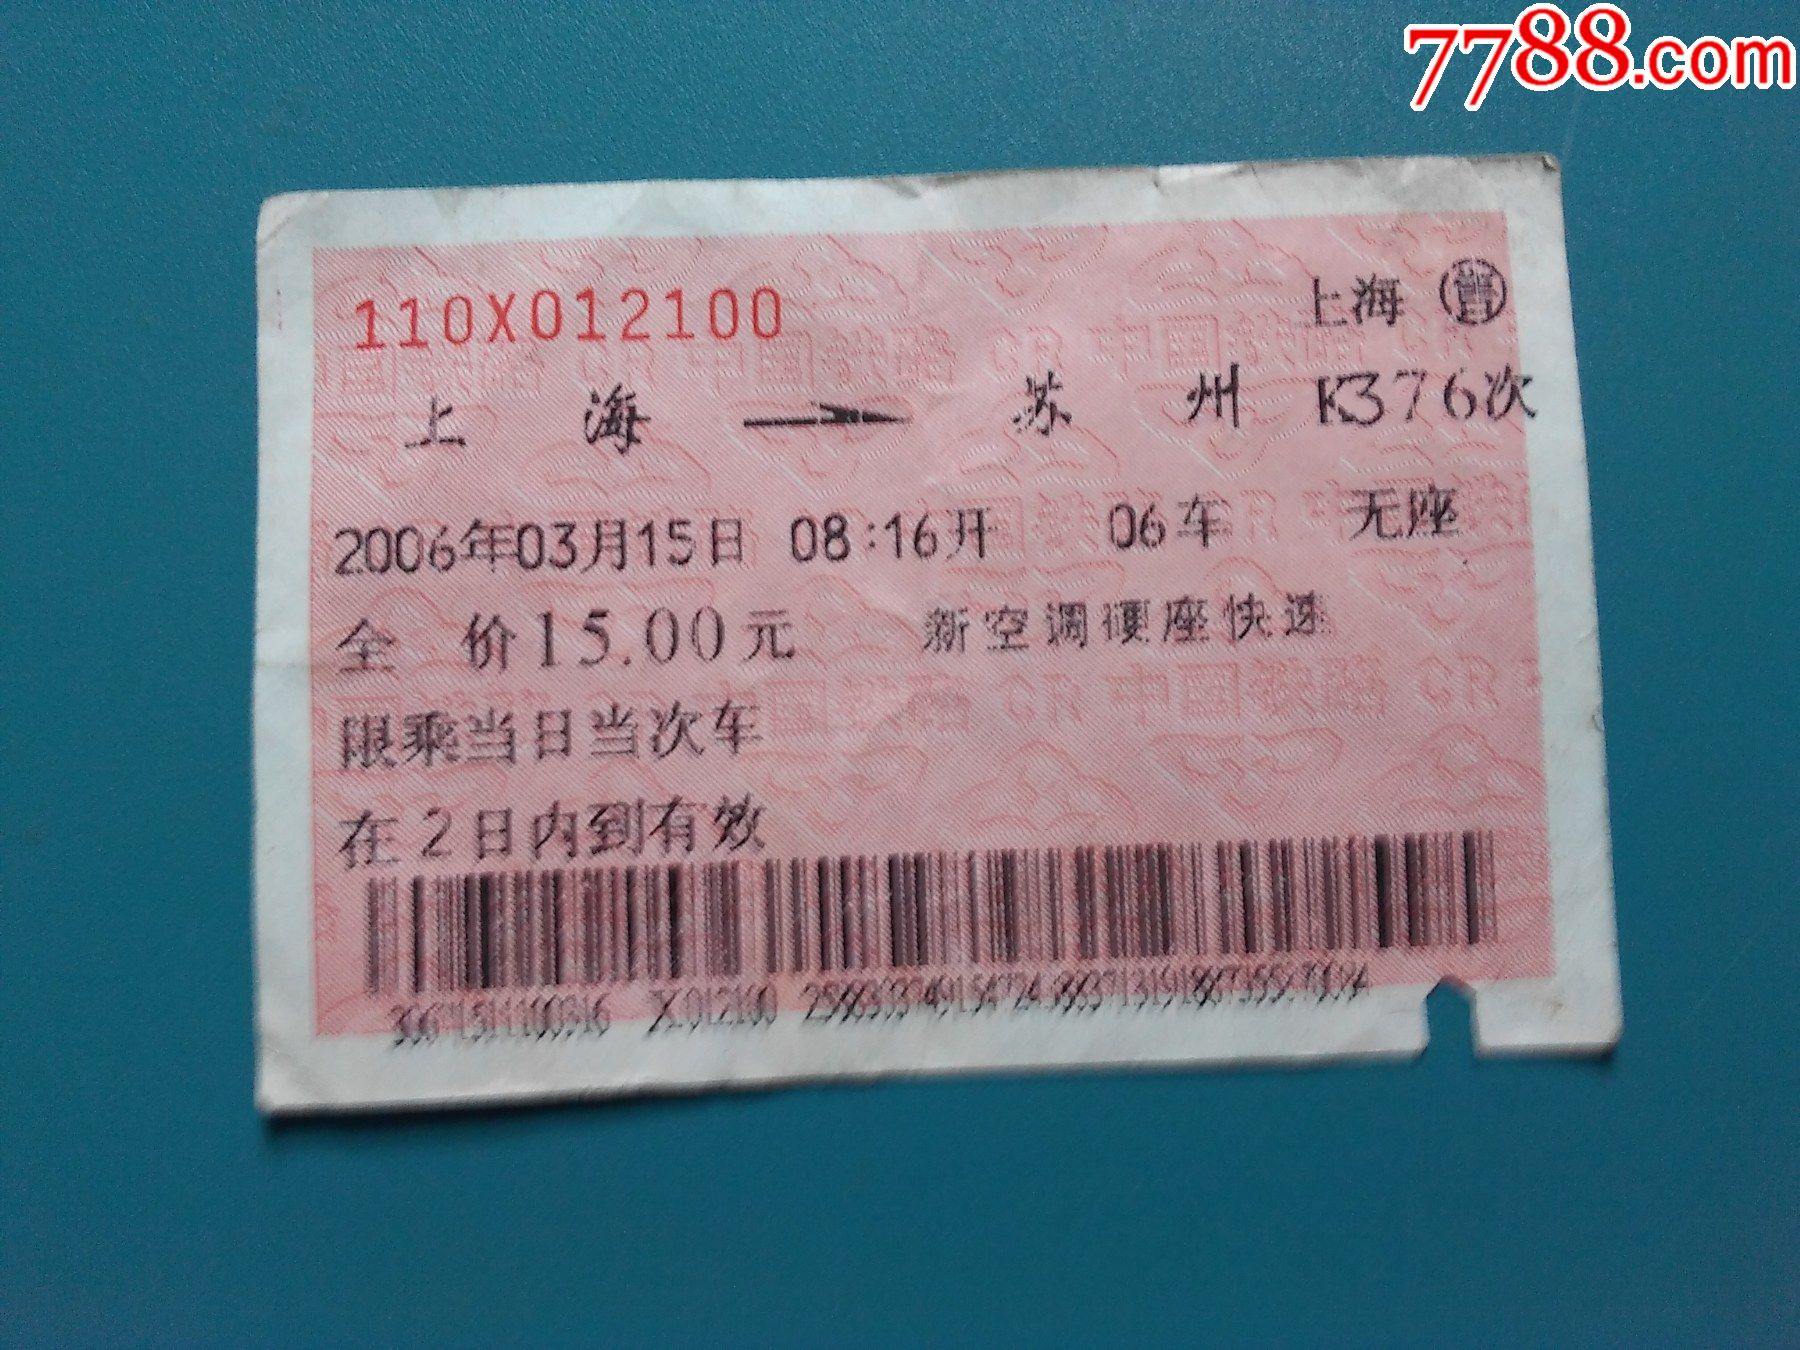 7788.com
110X012100
上海 售
上海 苏州 K376次
2006年03月15日 08:16开 06车 无座
全 价15.00元 新空调硬座快速
限乘当日当次车
在2日内到有效
X012100